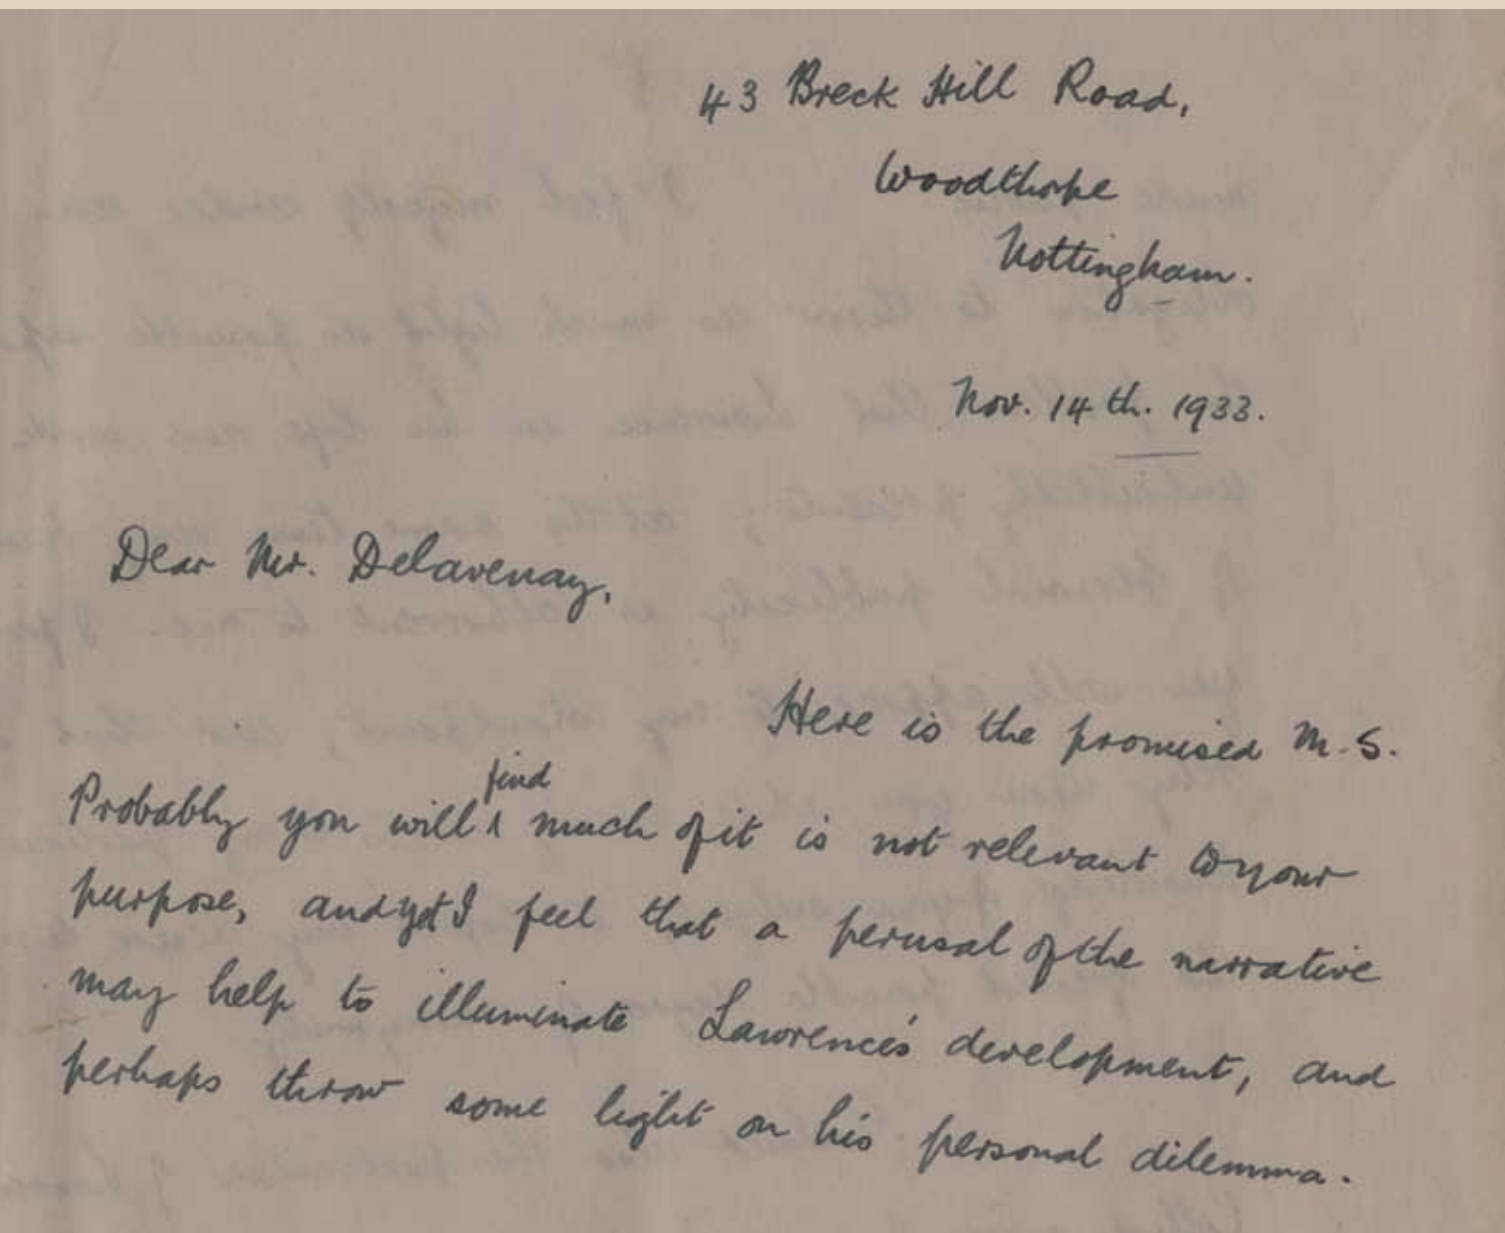 43 Breck Hill Road,
Woodthorpe
Nottingham.
Nov. 14th. 1933.
Dear Mr. Delavenay,
Here is the promised M.S.
Probably you will find much of it is not relevant to your
purpose, and yet I feel that a perusal of the narrative
may help to illuminate Lawrence's development, and
perhaps throw some light on his personal dilemma.